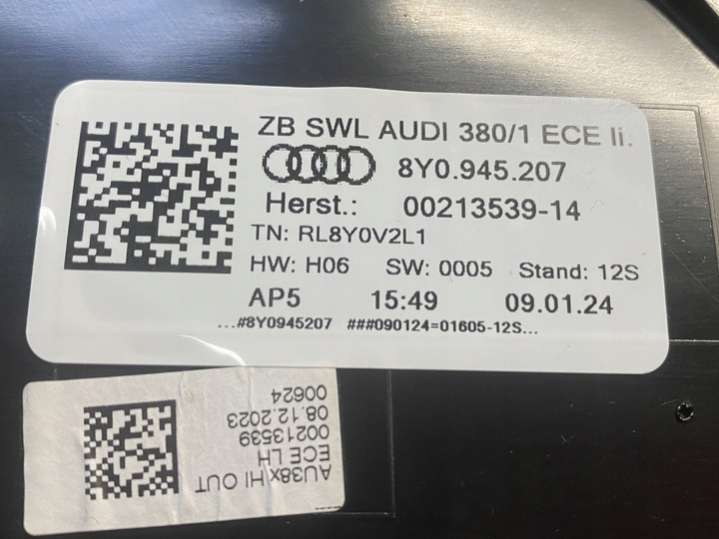 ZB SWL AUDI 380/1 ECE li.
8Y0.945.207
Herst.: 00213539-14
TN: RL8Y0V2L1
HW: H06 SW: 0005 Stand: 12S
AP5 15:49 09.01.24
...#8Y0945207 ###090124=01605-12S...
AU38x HI OUT
ECE LH
00213539
08.12.2023
00624